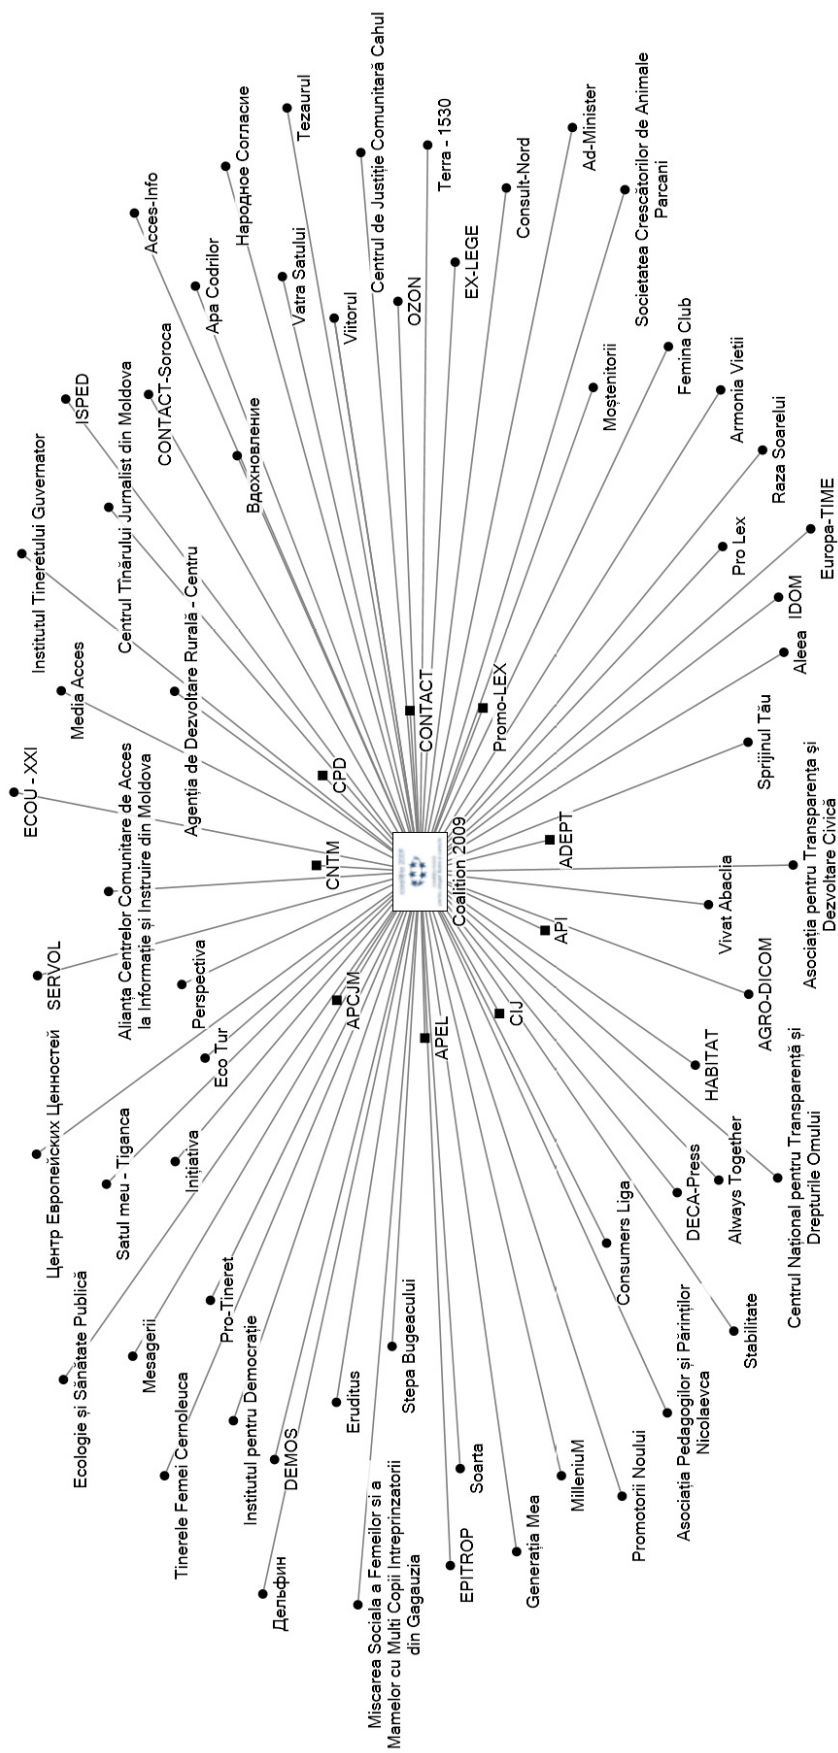 ECOU - XXI
Institutul Tineretului Guvernator
SERVOL
Центр Европейских Ценностей
Media Acces
ISPED
Ecologie și Sănătate Publică
Satul meu - Tiganca
Alianța Centrelor Comunitare de Acces
la Informație și Instruire din Moldova
Centrul Tînărului Jurnalist din Moldova
Mesagerii
Acces-Info
CONTACT-Soroca
Tinerele Femei Cernoleuca
Inițiativa
Perspectiva
Agenția de Dezvoltare Rurală - Centru
Apa Codrilor
Eco Tur
Pro-Tineret
Народное Согласие
Institutul pentru Democrație
Вдохновление
Дельфин
DEMOS
Vatra Satului
Tezaurul
CNTM
CPD
APCJM
Eruditus
Viitorul
Miscarea Sociala a Femeilor si a
Mamelor cu Multi Copii Intreprinzatorii
din Gagauzia
Centrul de Justiție Comunitară Cahul
Stepa Bugeacului
OZON
CONTACT
Terra - 1530
APEL
Coalition 2009
EPITROP
Soarta
EX-LEGE
Promo-LEX
CIJ
Consult-Nord
Generația Mea
API
ADEPT
MilleniuM
Ad-Minister
Moștenitorii
Consumers Liga
Promotorii Noului
Societatea Crescătorilor de Animale
Parcani
Asociația Pedagogilor și Părinților
Nicolaevca
Femina Club
DECA-Press
HABITAT
Vivat Abaclia
Always Together
Armonia Vietii
Pro Lex
Stabilitate
AGRO-DICOM
Sprijinul Tău
Raza Soarelui
Centrul Național pentru Transparență și
Drepturile Omului
IDOM
Aleea
Asociația pentru Transparența și
Dezvoltare Civică
Europa-TIME